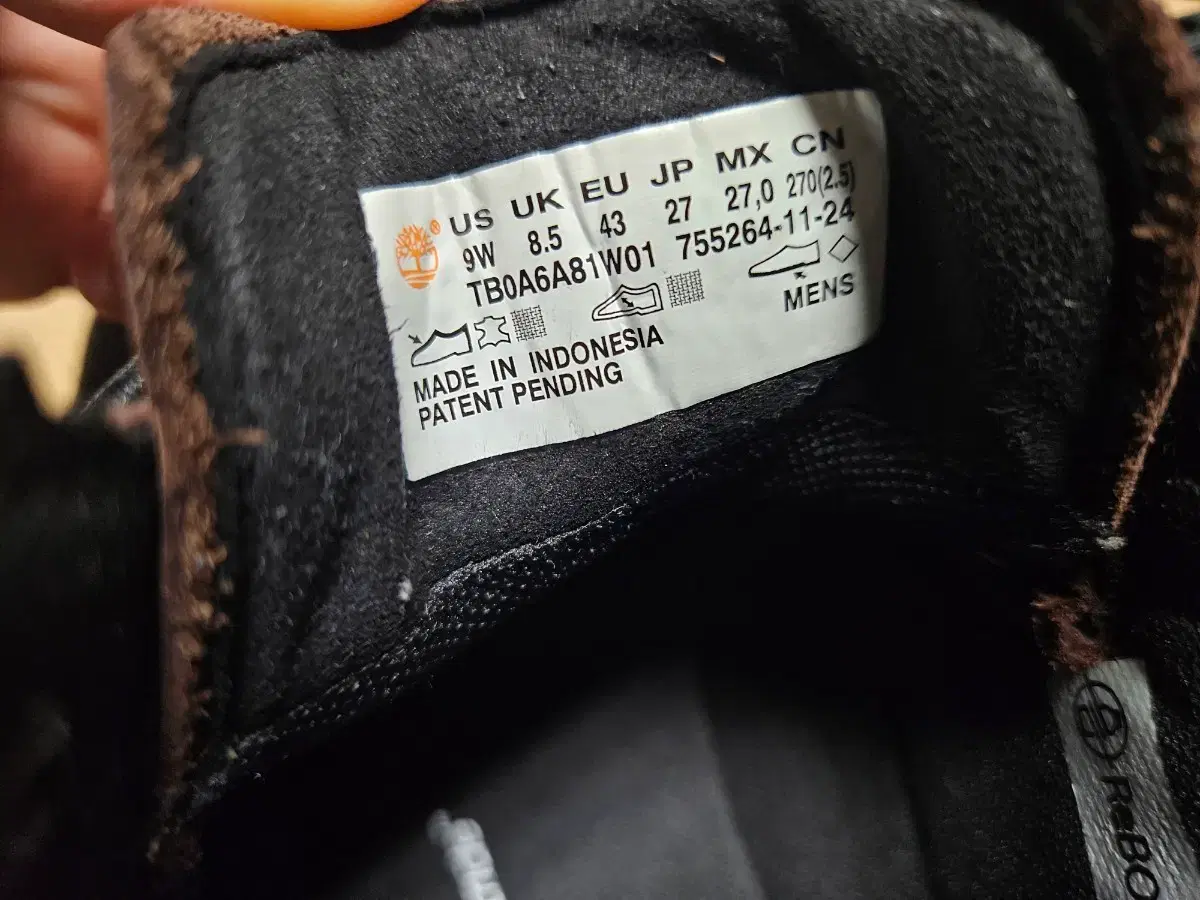 US UK EU JP MX CN
9W 8.5 43 27 27,0 270(2.5)
TB0A6A81W01 755264-11-24
MENS
MADE IN INDONESIA
PATENT PENDING
ReBO